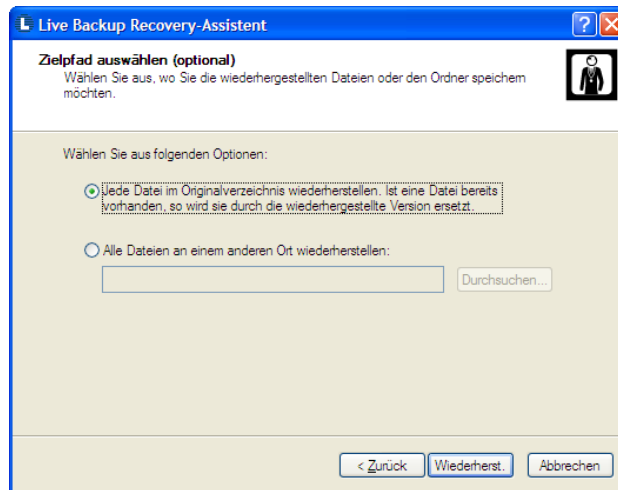 Live Backup Recovery-Assistent
Zielpfad auswählen (optional)
Wählen Sie aus, wo Sie die wiederhergestellten Dateien oder den Ordner speichern
möchten.
Wählen Sie aus folgenden Optionen:
Jede Datei im Originalverzeichnis wiederherstellen. Ist eine Datei bereits
vorhanden, so wird sie durch die wiederhergestellte Version ersetzt.
Alle Dateien an einem anderen Ort wiederherstellen:
Durchsuchen...
< Zurück
Wiederherst.
Abbrechen